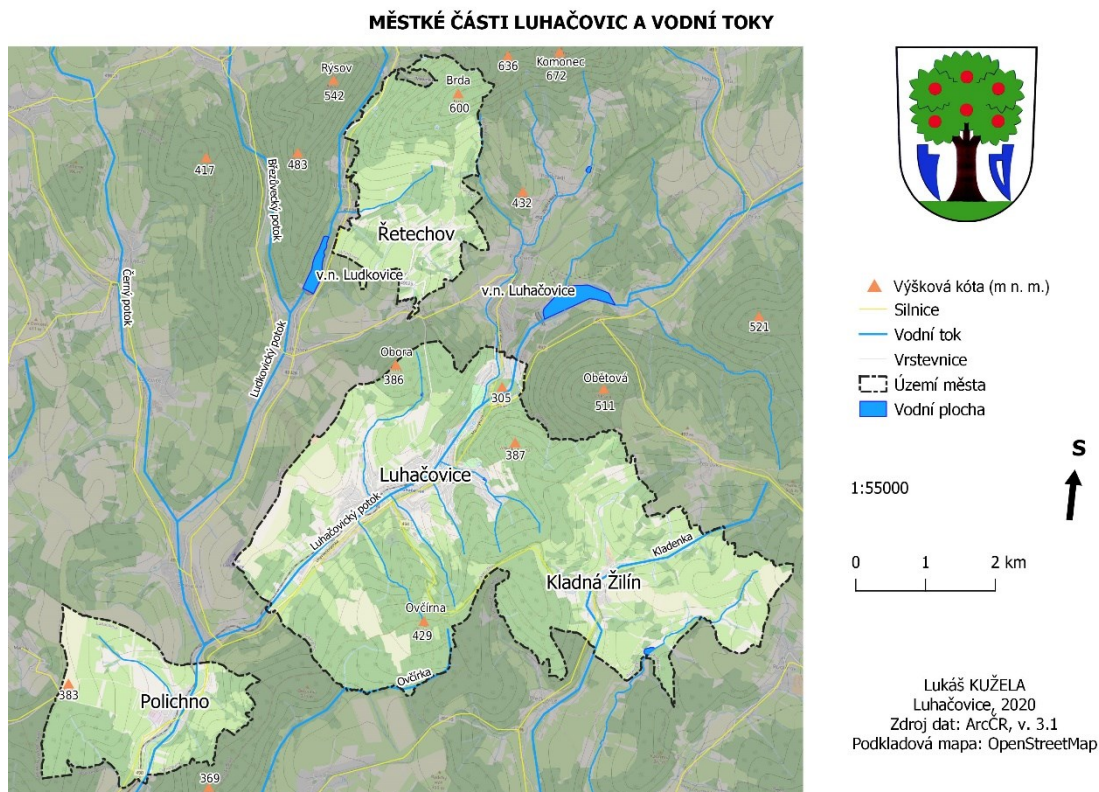 MĚSTKÉ ČÁSTI LUHAČOVIC A VODNÍ TOKY
636
Komonec
672
Rýsov
542
Brda
600
417
483
Březůvecký potok
432
Řetechov
v.n. Ludkovice
v.n. Luhačovice
Černý potok
521
Ludkovický potok
Obora
386
Obětová
511
305
387
Luhačovice
Luhačovický potok
Kladenka
Kladná Žilín
Ovčírna
429
Ovčírka
383
Polichno
369
Výšková kóta (m n. m.)
Silnice
Vodní tok
Vrstevnice
Území města
Vodní plocha
S
1:55000
0 1 2 km
Lukáš KUŽELA
Luhačovice, 2020
Zdroj dat: ArcČR, v. 3.1
Podkladová mapa: OpenStreetMap